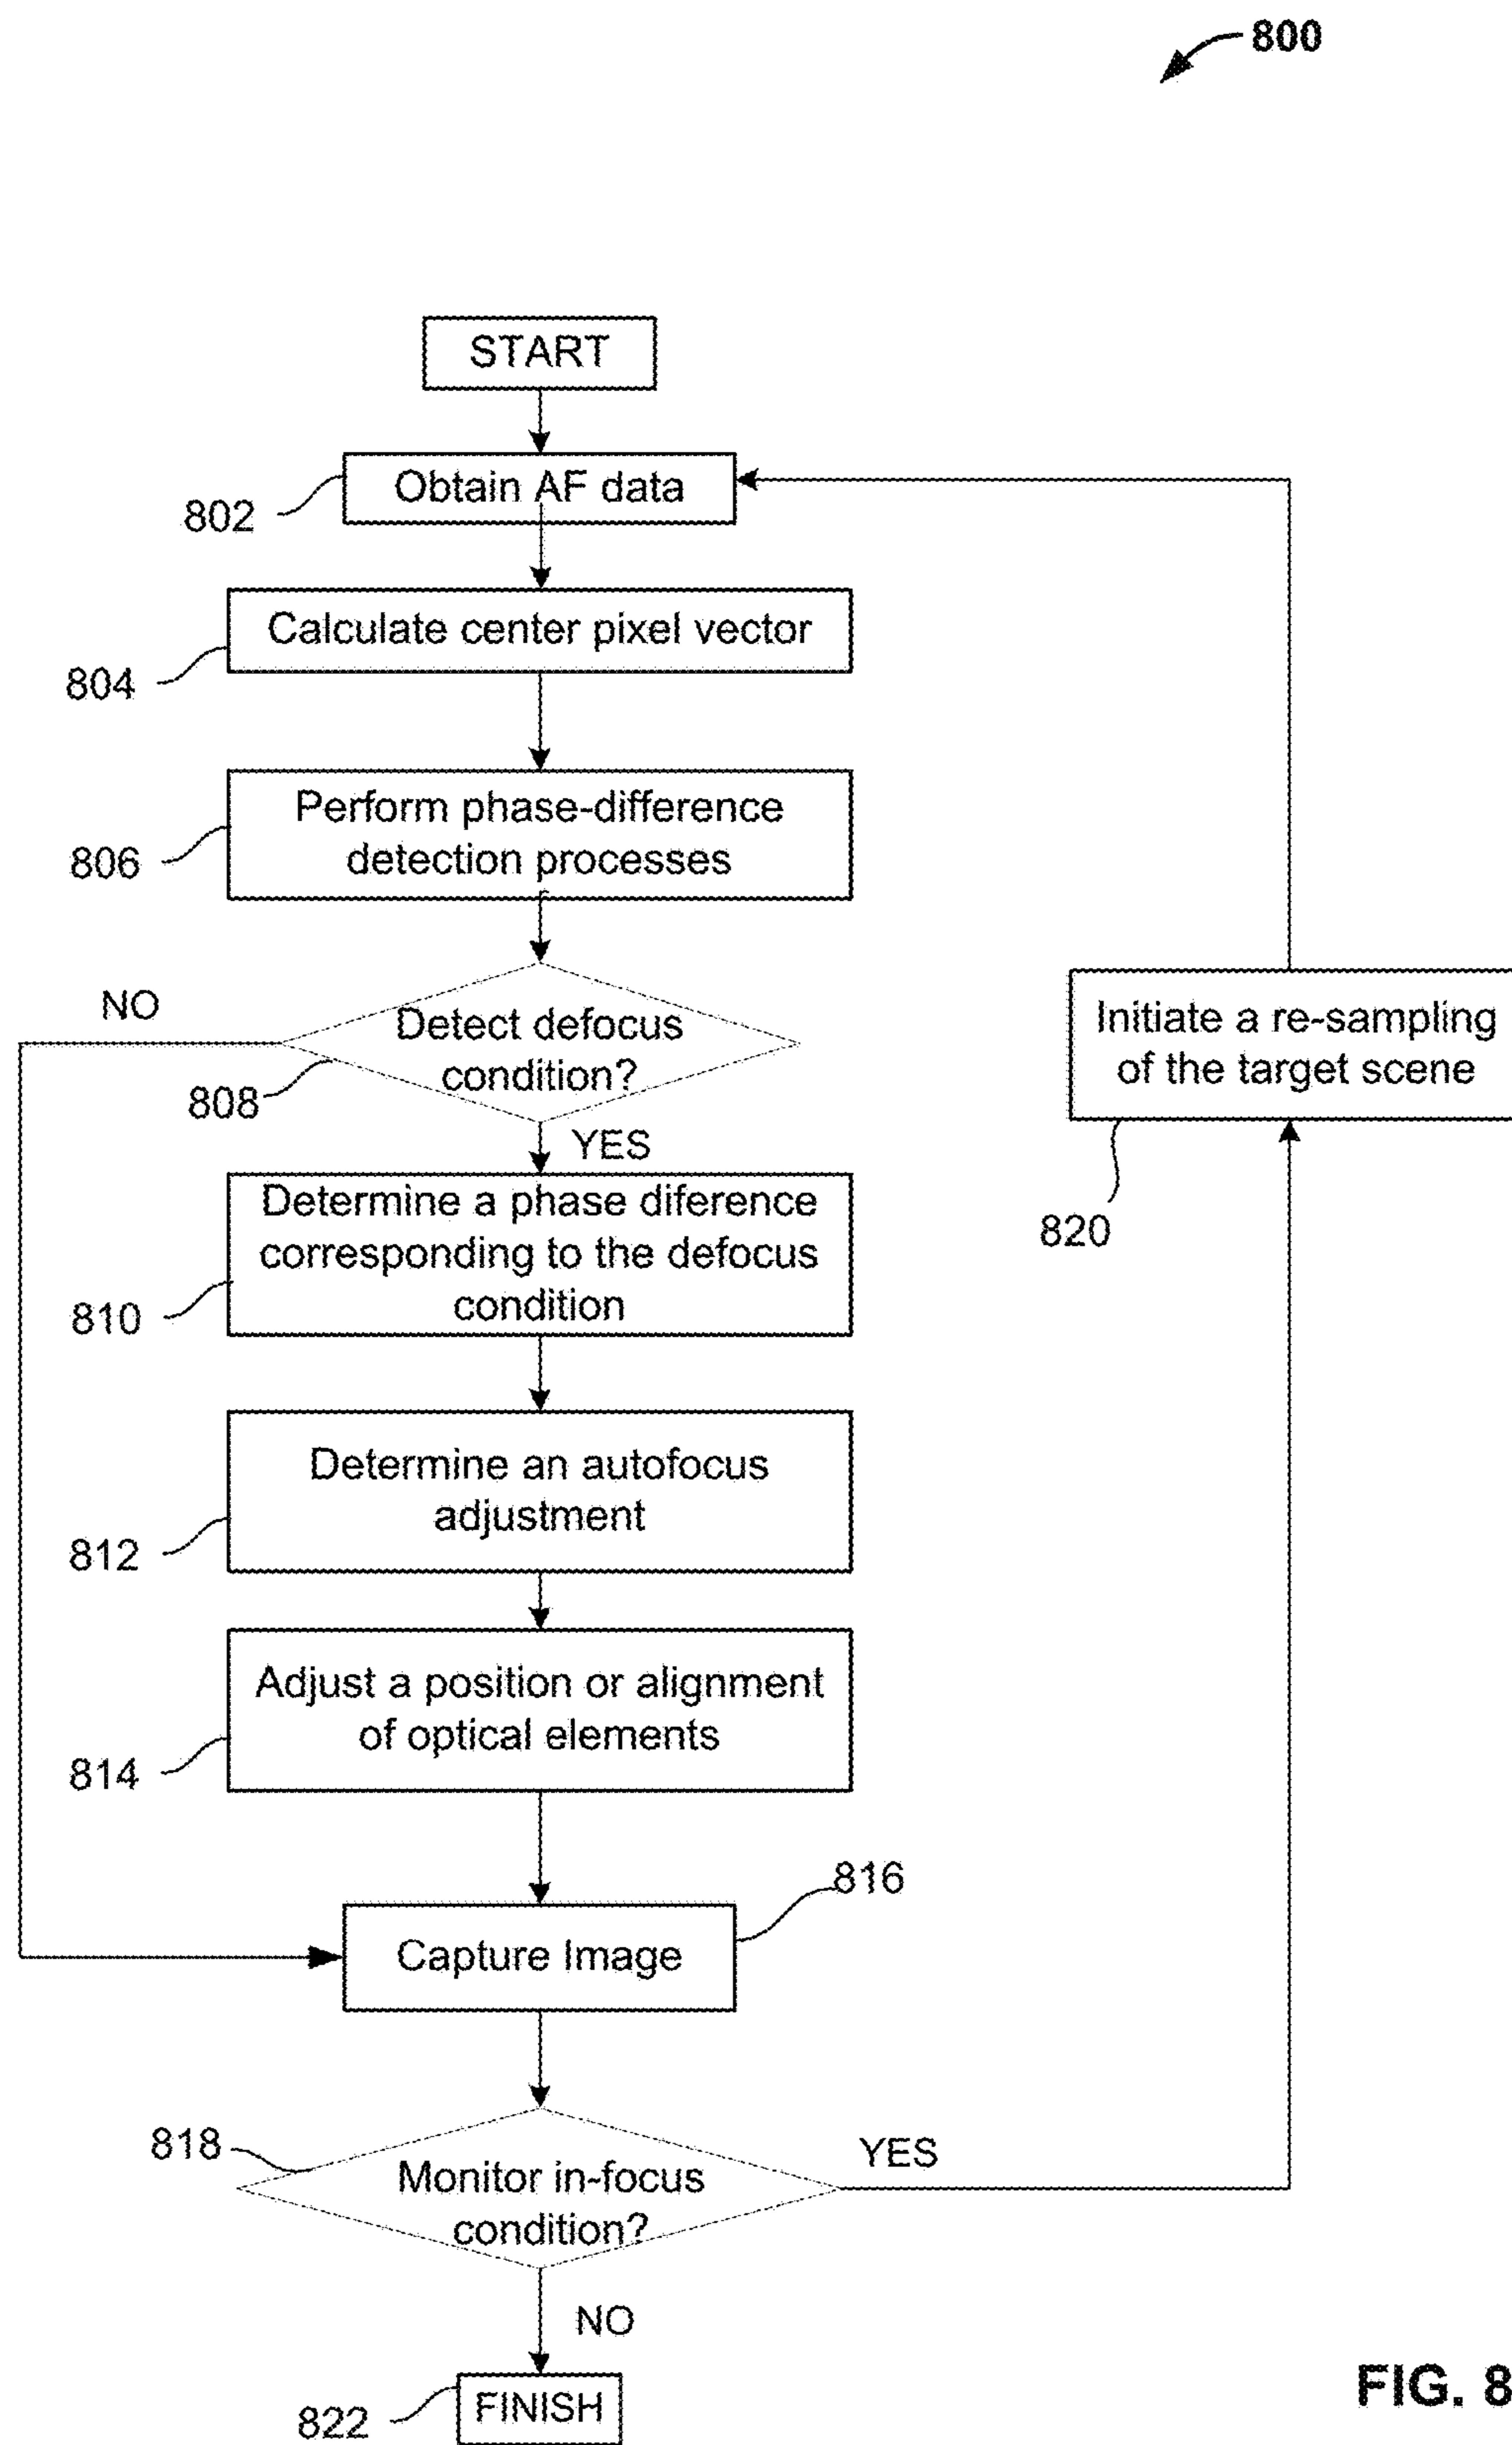 800
START
Obtain AF data
802
Calculate center pixel vector
804
Perform phase-difference
detection processes
806
NO
Detect defocus
condition?
808
YES
Initiate a re-sampling
of the target scene
820
Determine a phase diference
corresponding to the defocus
condition
810
Determine an autofocus
adjustment
812
Adjust a position or alignment
of optical elements
814
816
Capture Image
818
Monitor in-focus
condition?
YES
NO
FINISH
822
FIG. 8